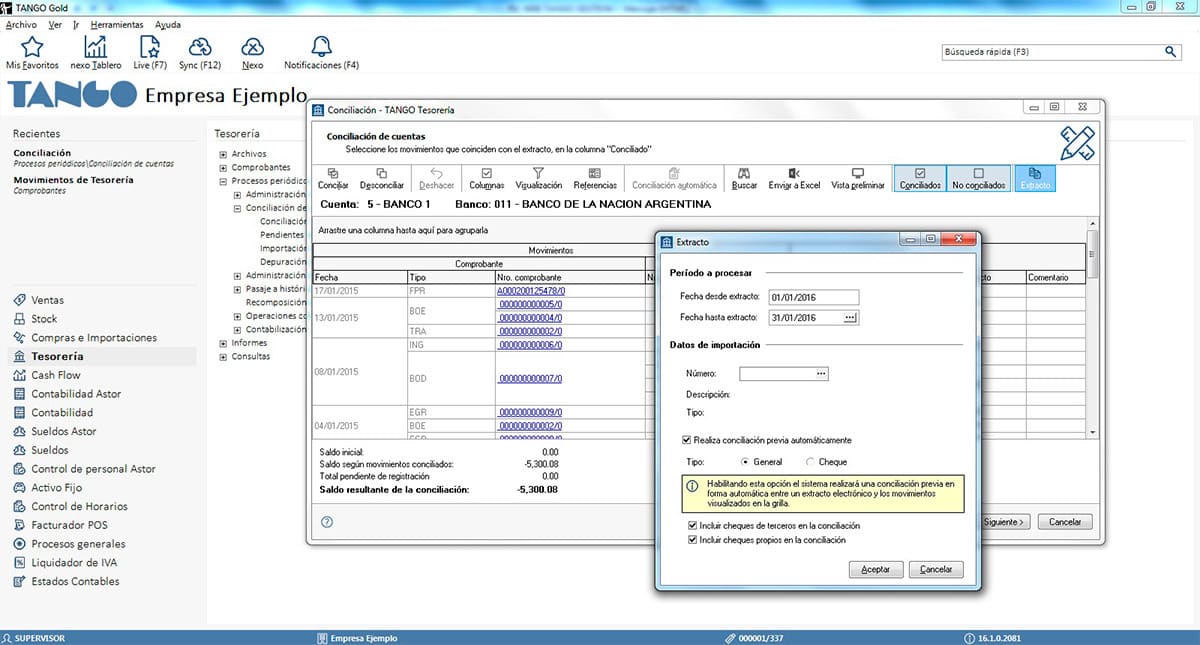 TANGO Gold
Archivo Ver Ir Herramientas Ayuda
Mis Favoritos nexo Tablero Live (F7) Sync (F12) Nexo Notificaciones (F4)
Búsqueda rápida (F3)
TANGO Empresa Ejemplo
Recientes
Conciliación
Procesos periódicos\Conciliación de cuentas
Movimientos de Tesorería
Comprobantes
Ventas
Stock
Compras e Importaciones
Tesorería
Cash Flow
Contabilidad Astor
Contabilidad
Sueldos Astor
Sueldos
Control de personal Astor
Activo Fijo
Control de Horarios
Facturador POS
Procesos generales
Liquidador de IVA
Estados Contables
Tesorería
Archivos
Comprobantes
Procesos periódico
Administración
Conciliación de
Conciliación
Pendientes
Importación
Depuración
Administración
Pasaje a históri
Recomposición
Operaciones co
Contabilización
Informes
Consultas
Conciliación - TANGO Tesorería
Conciliación de cuentas
Seleccione los movimientos que coinciden con el extracto, en la columna "Conciliado"
Conciliar Desconciliar Deshacer Columnas Visualización Referencias Conciliación automática Buscar Enviar a Excel Vista preliminar Conciliados No conciliados Extracto
Cuenta: 5 - BANCO 1 Banco: 011 - BANCO DE LA NACION ARGENTINA
Arrastre una columna hasta aquí para agruparla
Movimientos
Comprobante
Fecha Tipo Nro. comprobante Comentario
17/01/2015 FPR A000200125478/0
000000000005/0
13/01/2015 BOE 000000000004/0
TRA 000000000002/0
ING 000000000006/0
08/01/2015
BOD 000000000007/0
EGR 000000000009/0
04/01/2015 BOE 000000000002/0
Saldo inicial: 0.00
Saldo según movimientos conciliados: -5,300.08
Total pendiente de registración 0.00
Saldo resultante de la conciliación: -5,300.08
Siguiente > Cancelar
Extracto
Período a procesar
Fecha desde extracto: 01/01/2016
Fecha hasta extracto: 31/01/2016 ...
Datos de importación
Número: ...
Descripción:
Tipo:
Realiza conciliación previa automáticamente
Tipo: General Cheque
Habilitando esta opción el sistema realizará una conciliación previa en
forma automática entre un extracto electrónico y los movimientos
visualizados en la grilla.
Incluir cheques de terceros en la conciliación
Incluir cheques propios en la conciliación
Aceptar Cancelar
SUPERVISOR Empresa Ejemplo 000001/337 16.1.0.2081